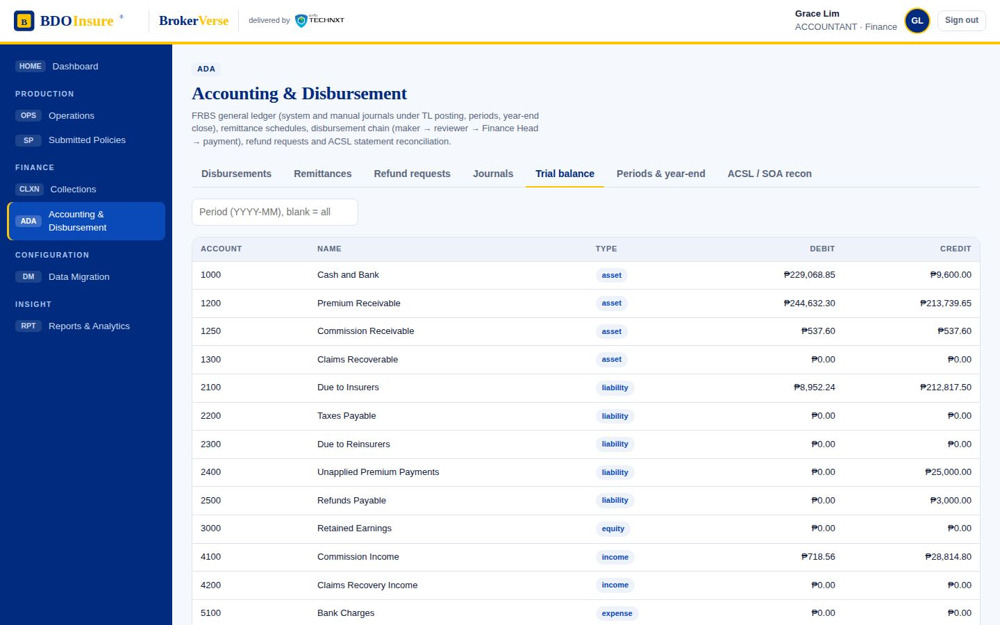 B BDO Insure ®
BrokerVerse
delivered by
TECHNXT
Grace Lim
ACCOUNTANT · Finance
GL
Sign out
HOME Dashboard
PRODUCTION
OPS Operations
SP Submitted Policies
FINANCE
CLXN Collections
ADA Accounting &
Disbursement
CONFIGURATION
DM Data Migration
INSIGHT
RPT Reports & Analytics
ADA
Accounting & Disbursement
FRBS general ledger (system and manual journals under TL posting, periods, year-end
close), remittance schedules, disbursement chain (maker → reviewer → Finance Head
→ payment), refund requests and ACSL statement reconciliation.
Disbursements Remittances Refund requests Journals Trial balance Periods & year-end ACSL / SOA recon
Period (YYYY-MM), blank = all
ACCOUNT NAME TYPE DEBIT CREDIT
1000 Cash and Bank asset ₱229,068.85 ₱9,600.00
1200 Premium Receivable asset ₱244,632.30 ₱213,739.65
1250 Commission Receivable asset ₱537.60 ₱537.60
1300 Claims Recoverable asset ₱0.00 ₱0.00
2100 Due to Insurers liability ₱8,952.24 ₱212,817.50
2200 Taxes Payable liability ₱0.00 ₱0.00
2300 Due to Reinsurers liability ₱0.00 ₱0.00
2400 Unapplied Premium Payments liability ₱0.00 ₱25,000.00
2500 Refunds Payable liability ₱0.00 ₱3,000.00
3000 Retained Earnings equity ₱0.00 ₱0.00
4100 Commission Income income ₱718.56 ₱28,814.80
4200 Claims Recovery Income income ₱0.00 ₱0.00
5100 Bank Charges expense ₱0.00 ₱0.00